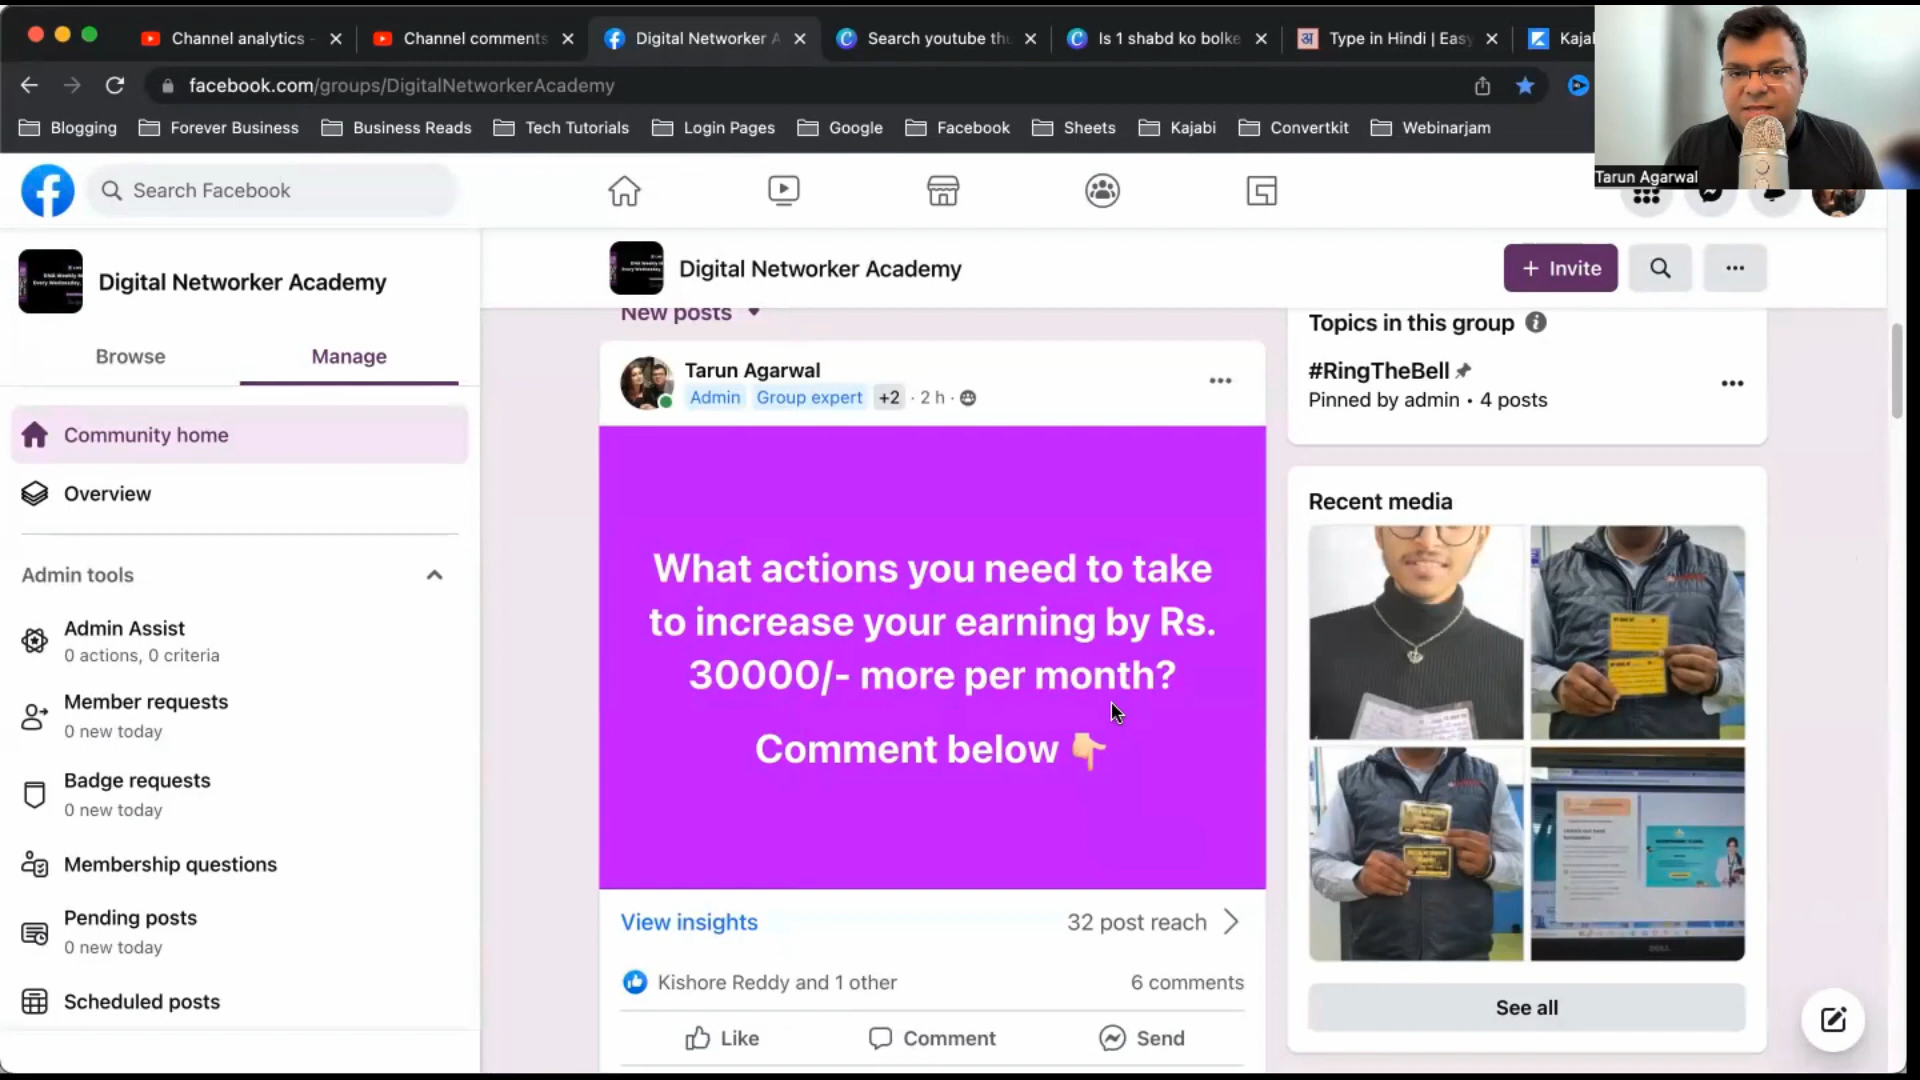 Channel analytics -
Channel comments
Digital Networker A
Search youtube thu
Is 1 shabd ko bolke
Type in Hindi | Easy
Kajal
facebook.com/groups/DigitalNetworkerAcademy
Blogging
Forever Business
Business Reads
Tech Tutorials
Login Pages
Google
Facebook
Sheets
Kajabi
Convertkit
Webinarjam
Tarun Agarwal
Search Facebook
Digital Networker Academy
Browse
Manage
Community home
Overview
Admin tools
Admin Assist
0 actions, 0 criteria
Member requests
0 new today
Badge requests
0 new today
Membership questions
Pending posts
0 new today
Scheduled posts
Digital Networker Academy
+ Invite
New posts
Tarun Agarwal
Admin Group expert +2 · 2 h ·
What actions you need to take
to increase your earning by Rs.
30000/- more per month?
Comment below 👇🏻
View insights
32 post reach
Kishore Reddy and 1 other
6 comments
Like
Comment
Send
Topics in this group
#RingTheBell
Pinned by admin • 4 posts
Recent media
DELL
See all